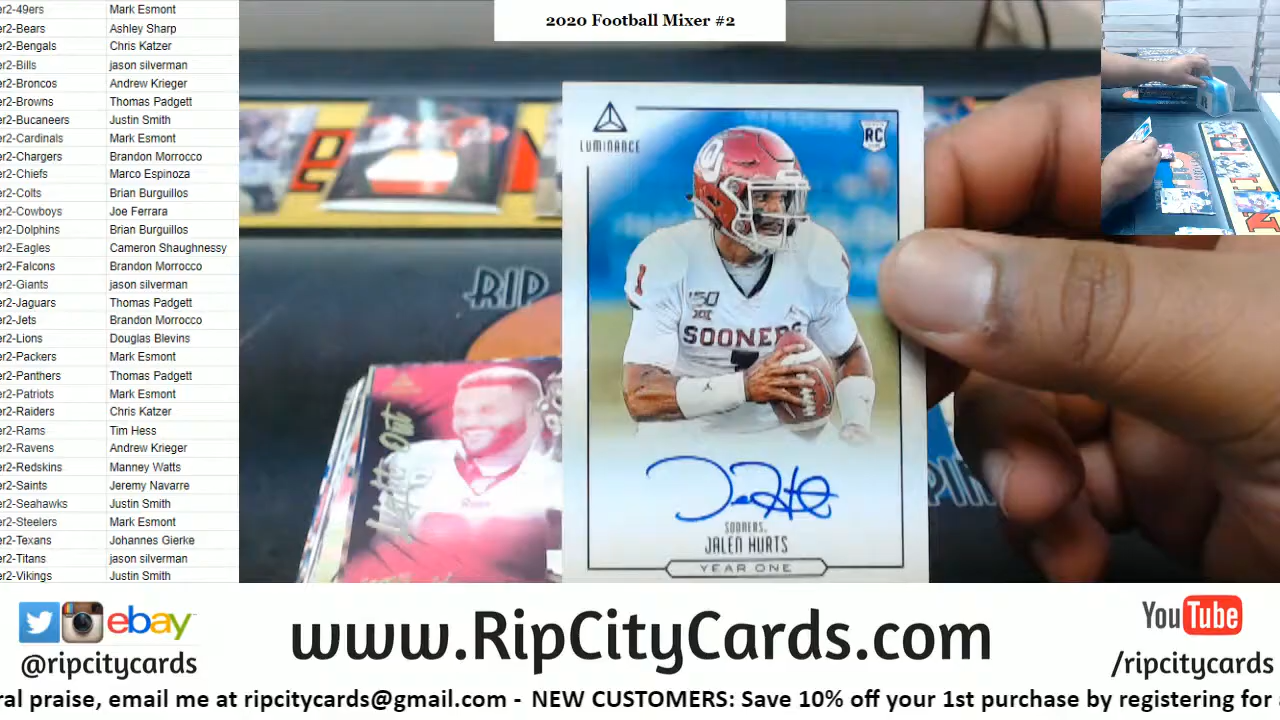 2020 Football Mixer #2
er2-49ers Mark Esmont
er2-Bears Ashley Sharp
er2-Bengals Chris Katzer
er2-Bills jason silverman
er2-Broncos Andrew Krieger
er2-Browns Thomas Padgett
er2-Bucaneers Justin Smith
er2-Cardinals Mark Esmont
er2-Chargers Brandon Morrocco
er2-Chiefs Marco Espinoza
er2-Colts Brian Burguillos
er2-Cowboys Joe Ferrara
er2-Dolphins Brian Burguillos
er2-Eagles Cameron Shaughnessy
er2-Falcons Brandon Morrocco
er2-Giants jason silverman
er2-Jaguars Thomas Padgett
er2-Jets Brandon Morrocco
er2-Lions Douglas Blevins
er2-Packers Mark Esmont
er2-Panthers Thomas Padgett
er2-Patriots Mark Esmont
er2-Raiders Chris Katzer
er2-Rams Tim Hess
er2-Ravens Andrew Krieger
er2-Redskins Manney Watts
er2-Saints Jeremy Navarre
er2-Seahawks Justin Smith
er2-Steelers Mark Esmont
er2-Texans Johannes Gierke
er2-Titans jason silverman
er2-Vikings Justin Smith
LUMINANCE
RC
OU
1
150
XII
SOONERS
SOONERS.
JALEN HURTS
YEAR ONE
RIP
ebay
@ripcitycards
www.RipCityCards.com
YouTube
/ripcitycards
ral praise, email me at ripcitycards@gmail.com - NEW CUSTOMERS: Save 10% off your 1st purchase by registering for